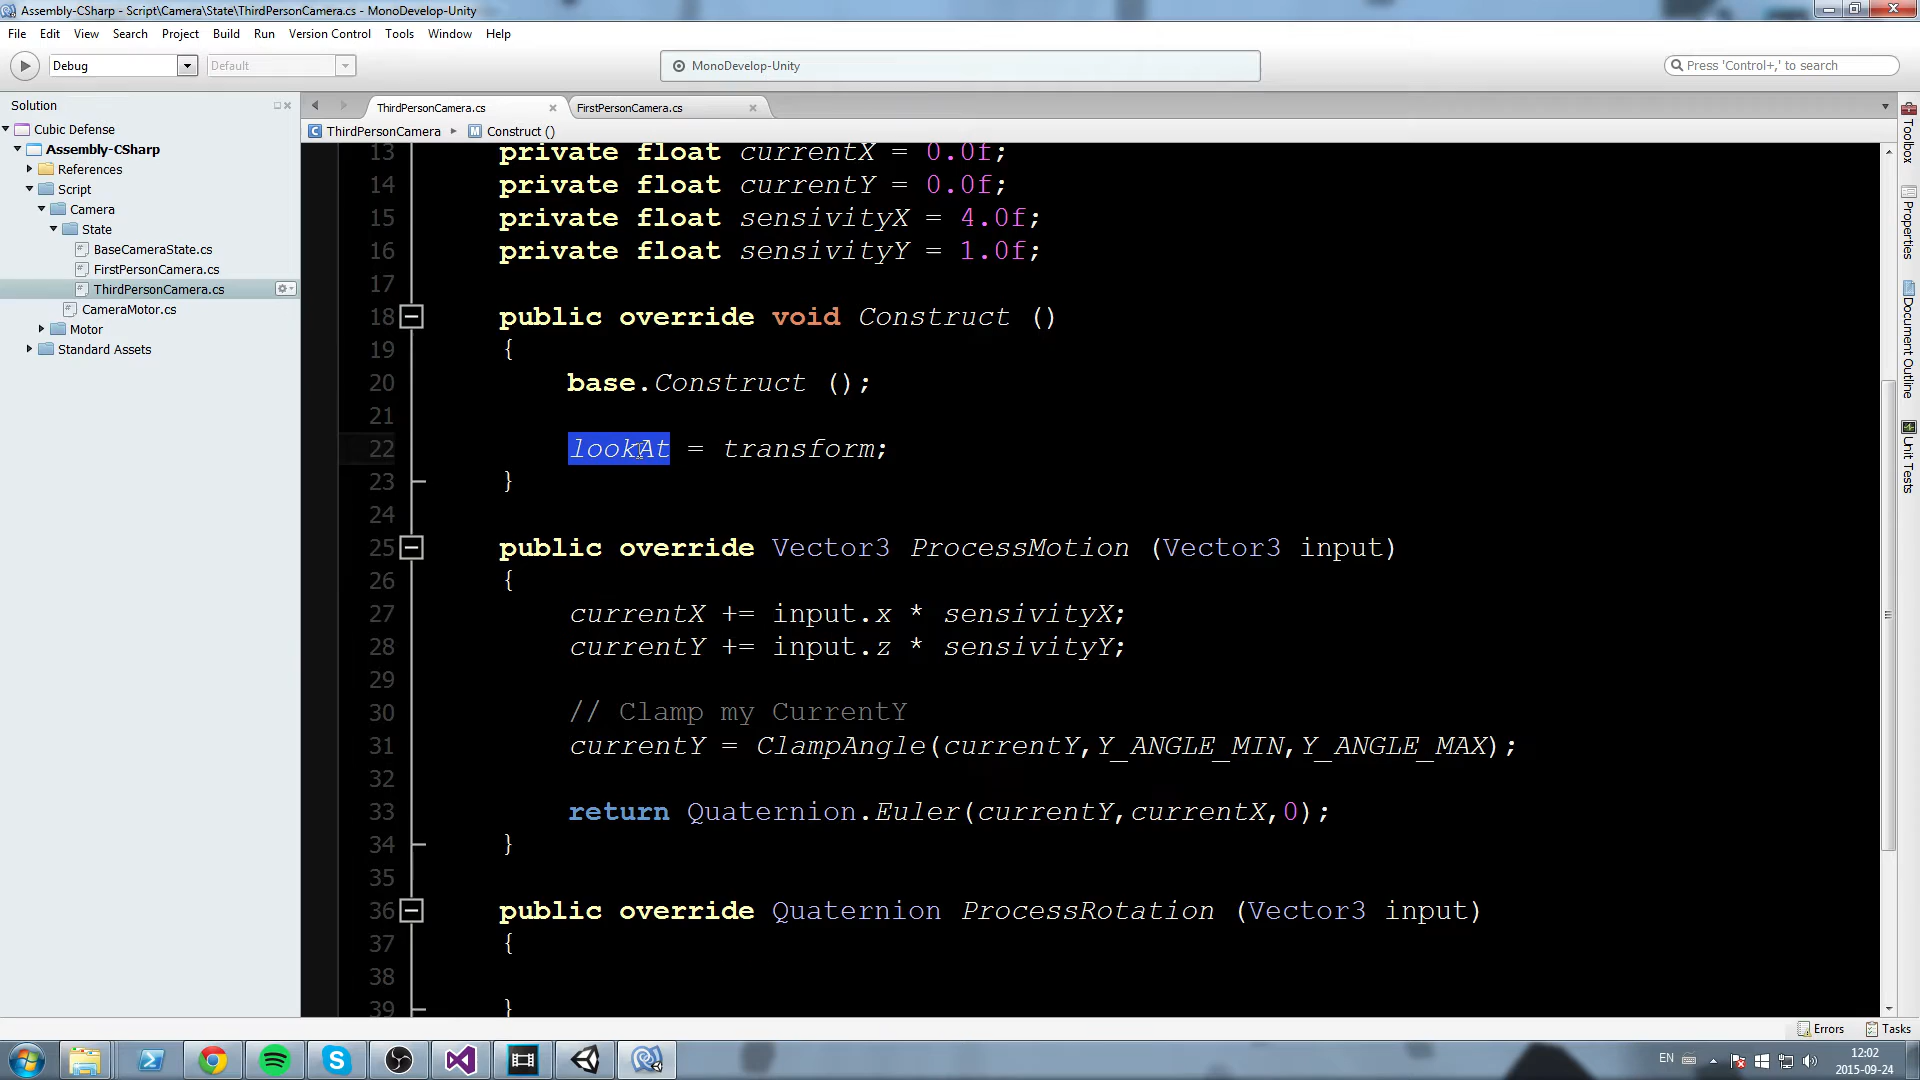 Assembly-CSharp - Script\Camera\State\ThirdPersonCamera.cs - MonoDevelop-Unity
File Edit View Search Project Build Run Version Control Tools Window Help
Debug Default MonoDevelop-Unity Press 'Control+,' to search
Solution
Cubic Defense
Assembly-CSharp
References
Script
Camera
State
BaseCameraState.cs
FirstPersonCamera.cs
ThirdPersonCamera.cs
CameraMotor.cs
Motor
Standard Assets
ThirdPersonCamera.cs FirstPersonCamera.cs
ThirdPersonCamera Construct ()
13 private float currentX = 0.0f;
14 private float currentY = 0.0f;
15 private float sensivityX = 4.0f;
16 private float sensivityY = 1.0f;
17
18 public override void Construct ()
19 {
20 base.Construct ();
21
22 lookAt = transform;
23 }
24
25 public override Vector3 ProcessMotion (Vector3 input)
26 {
27 currentX += input.x * sensivityX;
28 currentY += input.z * sensivityY;
29
30 // Clamp my CurrentY
31 currentY = ClampAngle(currentY,Y_ANGLE_MIN,Y_ANGLE_MAX);
32
33 return Quaternion.Euler(currentY,currentX,0);
34 }
35
36 public override Quaternion ProcessRotation (Vector3 input)
37 {
38
39 }
Toolbox
Properties
Document Outline
Unit Tests
Errors Tasks
EN
12:02
2015-09-24